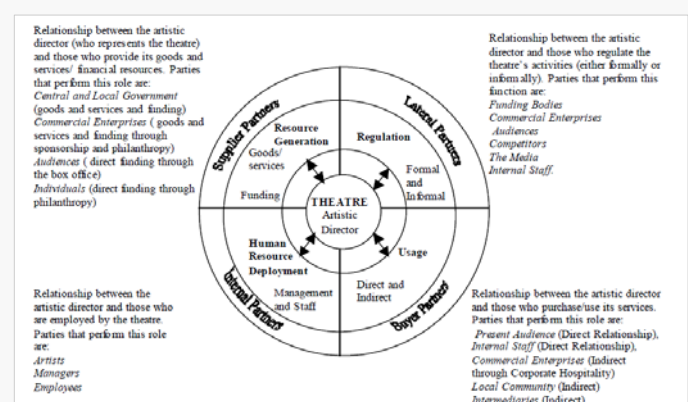 Relationship between the artistic
director (who represents the theatre)
and those who provide its goods and
services/ financial resources. Parties
that perform this role are:
Central and Local Government
(goods and services and funding)
Commercial Enterprises ( goods and
services and funding through
sponsorship and philanthropy)
Audiences ( direct funding through
the box office)
Individuals (direct funding through
philanthropy)
Relationship between the artistic
director and those who regulate the
theatre's activities (either formally or
informally). Parties that perform this
function are:
Funding Bodies
Commercial Enterprises
Audiences
Competitors
The Media
Internal Staff.
Supplier Partners
Lateral Partners
Resource
Generation
Goods/
services
Funding
Regulation
Formal
and
Informal
THEATRE
Artistic
Director
Human
Resource
Deployment
Management
and Staff
Usage
Direct and
Indirect
Internal Partners
Buyer Partners
Relationship between the
artistic director and those who
are employed by the theatre.
Parties that perform this role
are:
Artists
Managers
Employees
Relationship between the artistic director
and those who purchase/use its services.
Parties that perform this role are:
Present Audience (Direct Relationship),
Internal Staff (Direct Relationship),
Commercial Enterprises (Indirect
through Corporate Hospitality)
Local Community (Indirect)
Intermediaries (Indirect)